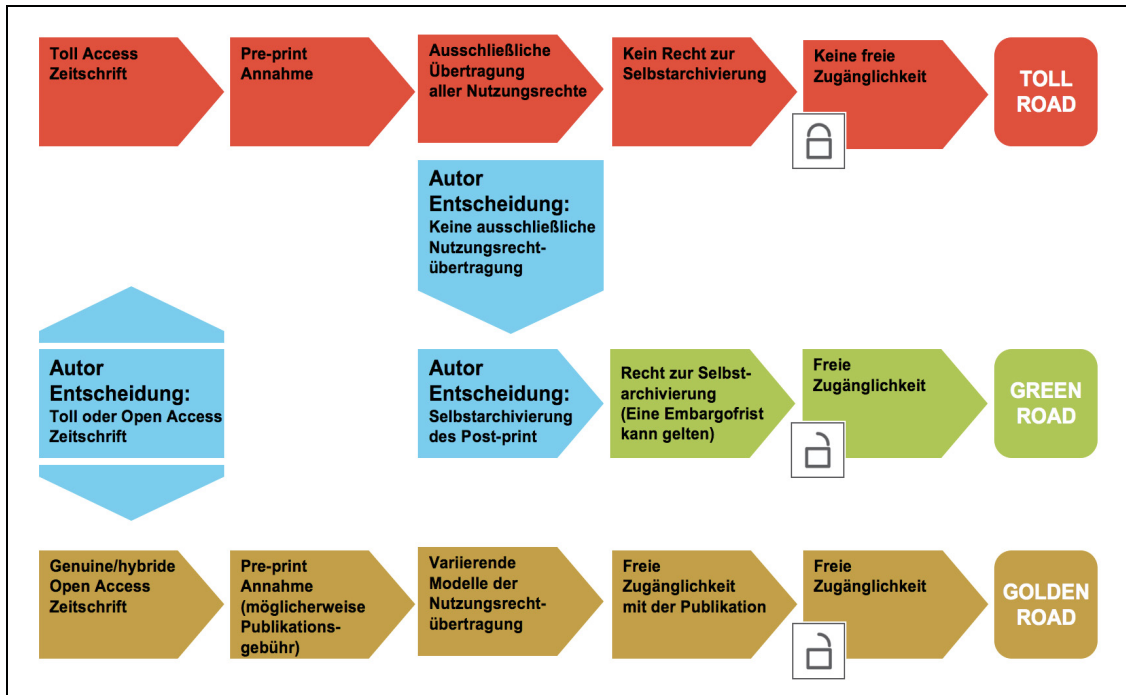 Toll Access
Zeitschrift
Pre-print
Annahme
Ausschließliche
Übertragung
aller Nutzungsrechte
Kein Recht zur
Selbstarchivierung
Keine freie
Zugänglichkeit
TOLL
ROAD
Autor
Entscheidung:
Keine ausschließliche
Nutzungsrecht-
übertragung
Autor
Entscheidung:
Toll oder Open Access
Zeitschrift
Autor
Entscheidung:
Selbstarchivierung
des Post-print
Recht zur Selbst-
archivierung
(Eine Embargofrist
kann gelten)
Freie
Zugänglichkeit
GREEN
ROAD
Genuine/hybride
Open Access
Zeitschrift
Pre-print
Annahme
(möglicherweise
Publikations-
gebühr)
Variierende
Modelle der
Nutzungsrecht-
übertragung
Freie
Zugänglichkeit
mit der Publikation
Freie
Zugänglichkeit
GOLDEN
ROAD